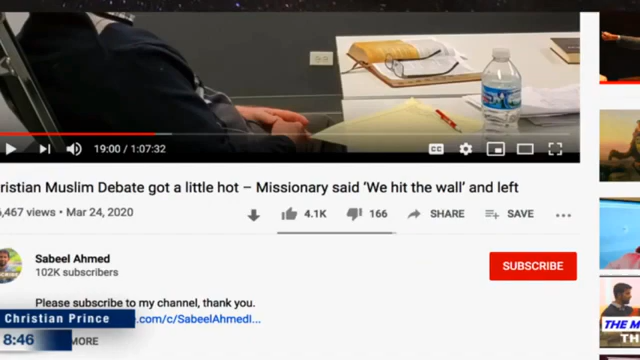 19:00 / 1:07:32
CC
ristian Muslim Debate got a little hot – Missionary said ‘We hit the wall’ and left
,467 views • Mar 24, 2020
4.1K
166
SHARE
SAVE
Sabeel Ahmed
102K subscribers
SUBSCRIBE
Please subscribe to my channel, thank you.
Christian Prince
e.com/c/SabeelAhmedI...
8:46
MORE
THE M
TH